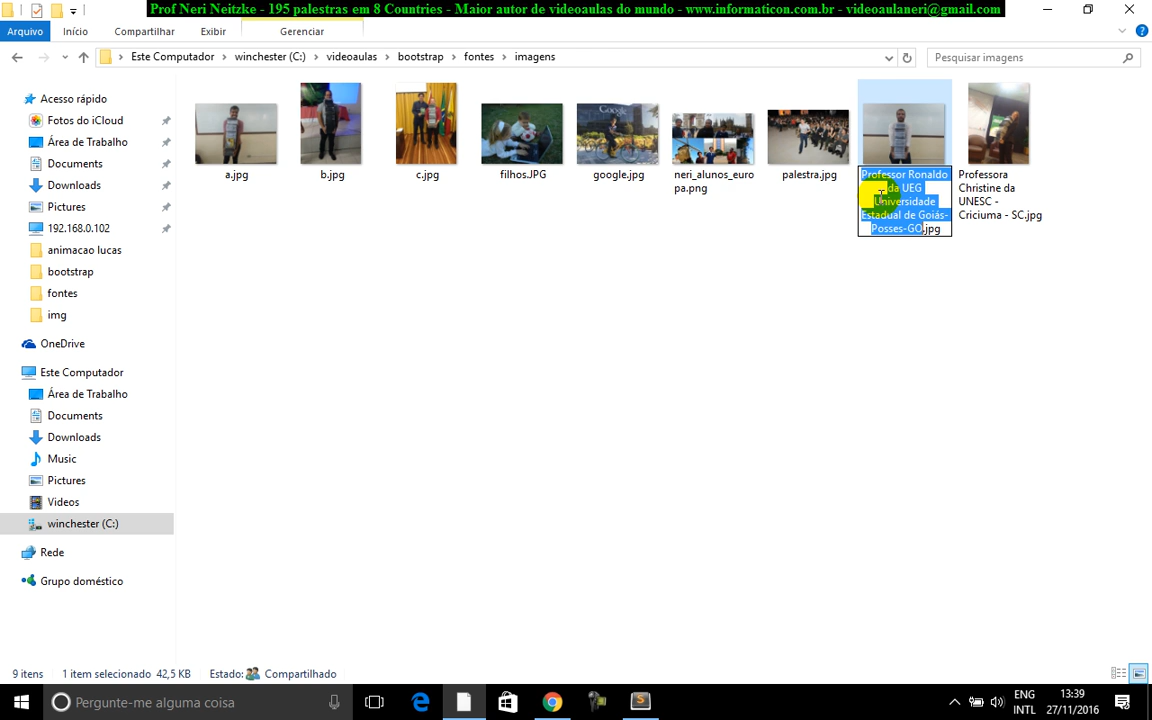 Prof Neri Neitzke - 195 palestras em 8 Countries - Maior autor de videoaulas do mundo - www.informaticon.com.br - videoaulaneri@gmail.com
Arquivo Início Compartilhar Exibir Gerenciar
Este Computador winchester (C:) videoaulas bootstrap fontes imagens
Pesquisar imagens
Acesso rápido
Fotos do iCloud
Área de Trabalho
Documents
Downloads
Pictures
192.168.0.102
animacao lucas
bootstrap
fontes
img
OneDrive
Este Computador
Área de Trabalho
Documents
Downloads
Music
Pictures
Videos
winchester (C:)
Rede
Grupo doméstico
a.jpg
b.jpg
c.jpg
filhos.JPG
google.jpg
neri_alunos_euro
pa.png
palestra.jpg
Professor Ronaldo
da UEG
Universidade
Estadual de Goiás-
Posses-GO.jpg
Professora
Christine da
UNESC -
Criciuma - SC.jpg
Google
9 itens 1 item selecionado 42,5 KB Estado: Compartilhado
Pergunte-me alguma coisa
ENG
INTL
13:39
27/11/2016